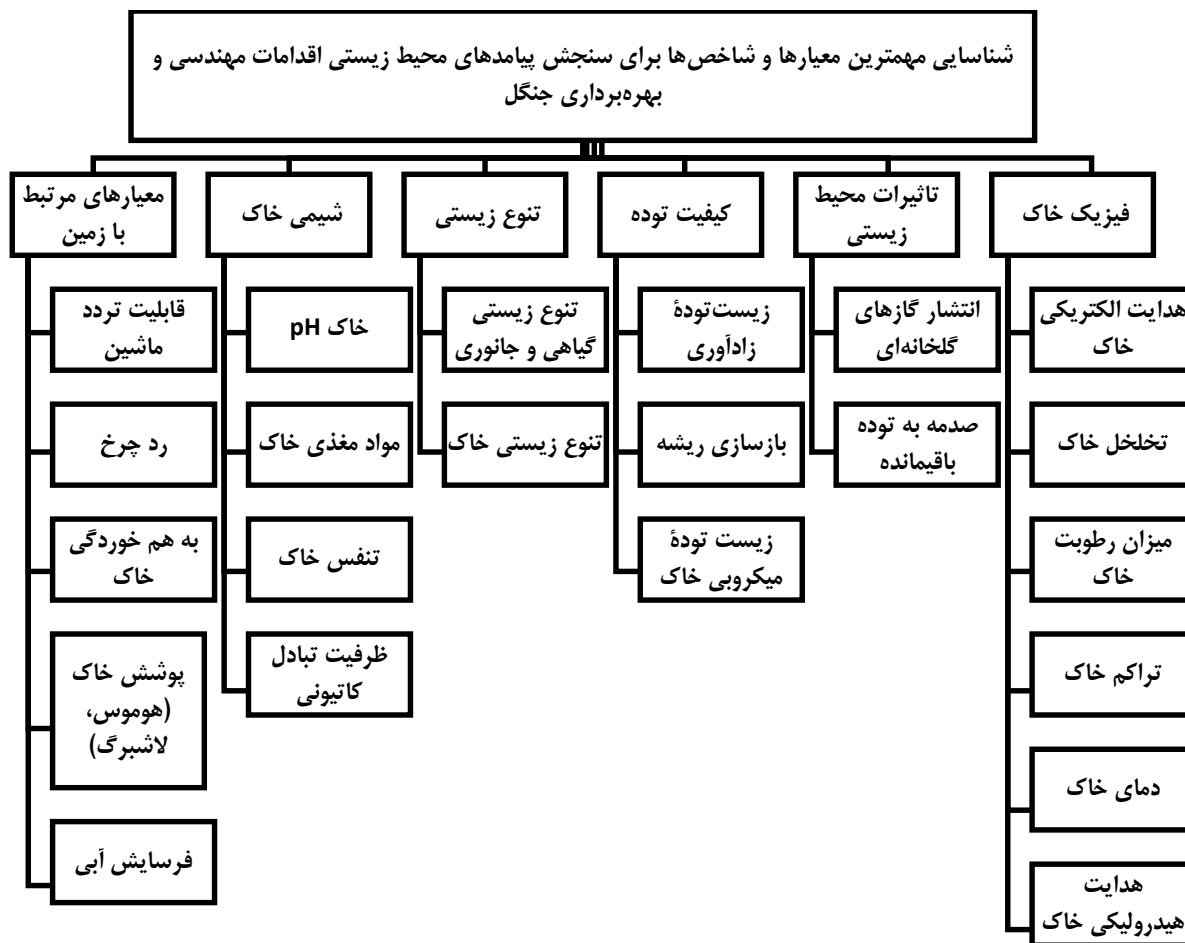 شناسایی مهمترین معیارها و شاخص‌ها برای سنجش پیامدهای محیط زیستی اقدامات مهندسی و
بهره‌برداری جنگل
فیزیک خاک
هدایت الکتریکی
خاک
تخلخل خاک
میزان رطوبت
خاک
تراکم خاک
دمای خاک
هدایت
هیدرولیکی خاک
تاثیرات محیط
زیستی
انتشار گازهای
گلخانه‌ای
صدمه به توده
باقیمانده
کیفیت توده
زیست‌تودهٔ
زادآوری
بازسازی ریشه
زیست تودهٔ
میکروبی خاک
تنوع زیستی
تنوع زیستی
گیاهی و جانوری
تنوع زیستی خاک
شیمی خاک
pH خاک
مواد مغذی خاک
تنفس خاک
ظرفیت تبادل
کاتیونی
معیارهای مرتبط
با زمین
قابلیت تردد
ماشین
رد چرخ
به هم خوردگی
خاک
پوشش خاک
(هوموس،
لاشبرگ)
فرسایش آبی